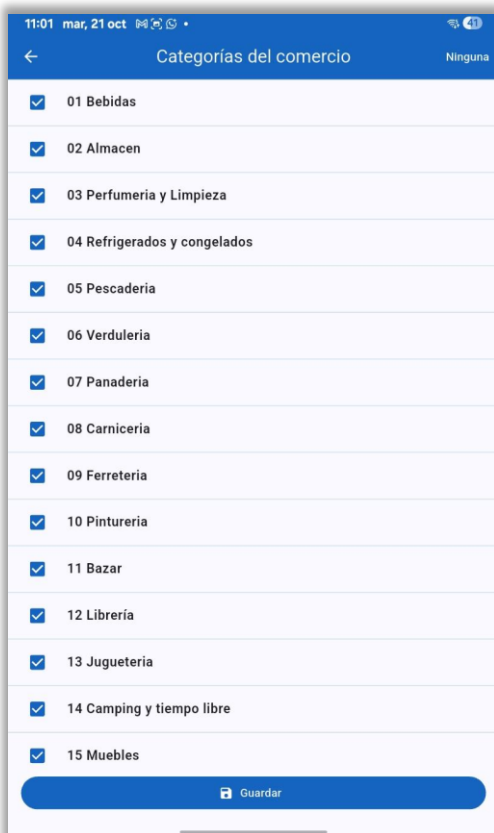 11:01 mar, 21 oct
41
Categorías del comercio
Ninguna
01 Bebidas
02 Almacen
03 Perfumeria y Limpieza
04 Refrigerados y congelados
05 Pescaderia
06 Verduleria
07 Panaderia
08 Carniceria
09 Ferreteria
10 Pintureria
11 Bazar
12 Librería
13 Jugueteria
14 Camping y tiempo libre
15 Muebles
Guardar